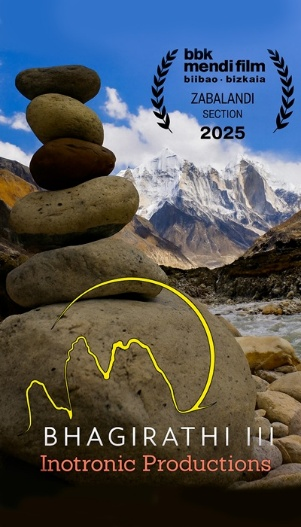 bbk
mendi film
bilbao · bizkaia
ZABALANDI
SECTION
2025
BHAGIRATHI III
Inotronic Productions